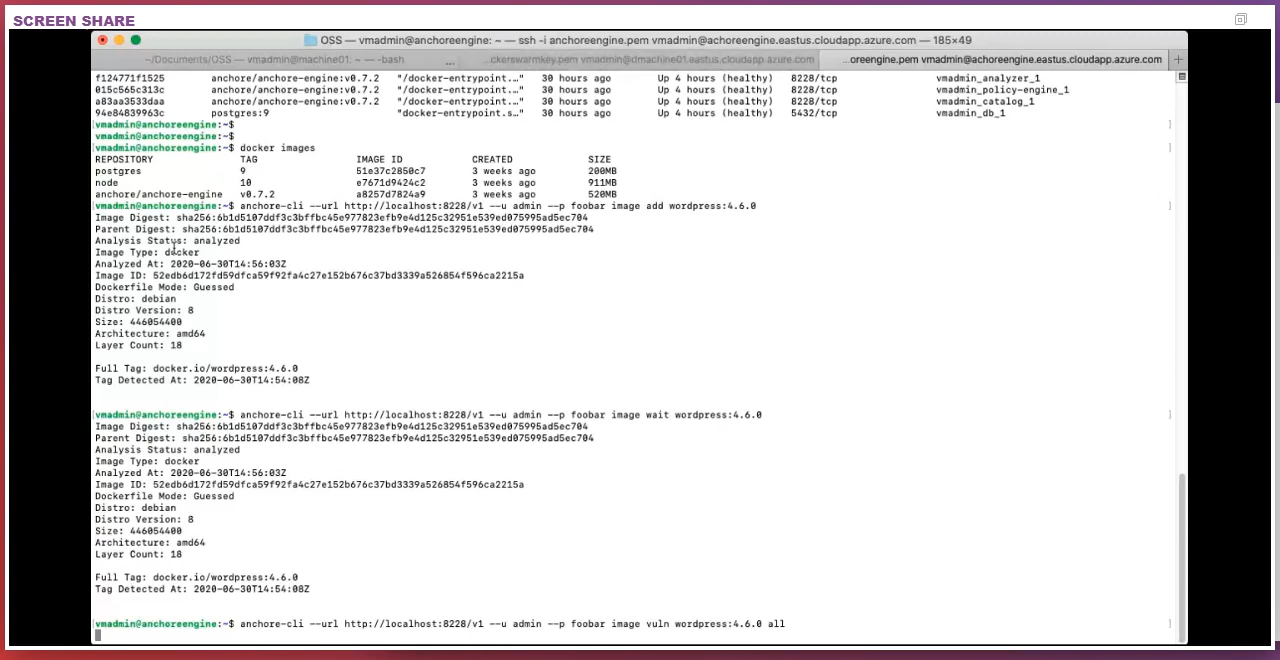 SCREEN SHARE
OSS — vmadmin@anchoreengine: ~ — ssh -i anchoreengine.pem vmadmin@achoreengine.eastus.cloudapp.azure.com — 185×49
~/Documents/OSS — vmadmin@machine01: ~ --bash ... ...ckerswarmkey.pem vmadmin@dmachine01.eastus.cloudapp.azure.com ...oreengine.pem vmadmin@achoreengine.eastus.cloudapp.azure.com +
f124771f1525 anchore/anchore-engine:v0.7.2 "/docker-entrypoint.…" 30 hours ago Up 4 hours (healthy) 8228/tcp vmadmin_analyzer_1
015c565c313c anchore/anchore-engine:v0.7.2 "/docker-entrypoint.…" 30 hours ago Up 4 hours (healthy) 8228/tcp vmadmin_policy-engine_1
a83aa3533daa anchore/anchore-engine:v0.7.2 "/docker-entrypoint.…" 30 hours ago Up 4 hours (healthy) 8228/tcp vmadmin_catalog_1
94e84839963c postgres:9 "docker-entrypoint.s…" 30 hours ago Up 4 hours (healthy) 5432/tcp vmadmin_db_1
[vmadmin@anchoreengine:~$ ]
[vmadmin@anchoreengine:~$
[vmadmin@anchoreengine:~$ docker images ]
REPOSITORY TAG IMAGE ID CREATED SIZE
postgres 9 51e37c2850c7 3 weeks ago 200MB
node 10 e7671d9424c2 3 weeks ago 911MB
anchore/anchore-engine v0.7.2 a8257d7824a9 3 weeks ago 520MB
[vmadmin@anchoreengine:~$ anchore-cli --url http://localhost:8228/v1 --u admin --p foobar image add wordpress:4.6.0 ]
Image Digest: sha256:6b1d5107ddf3c3bffbc45e977823efb9e4d125c32951e539ed075995ad5ec704
Parent Digest: sha256:6b1d5107ddf3c3bffbc45e977823efb9e4d125c32951e539ed075995ad5ec704
Analysis Status: analyzed
Image Type: docker
Analyzed At: 2020-06-30T14:56:03Z
Image ID: 52edb6d172fd59dfca59f92fa4c27e152b676c37bd3339a526854f596ca2215a
Dockerfile Mode: Guessed
Distro: debian
Distro Version: 8
Size: 446054400
Architecture: amd64
Layer Count: 18
Full Tag: docker.io/wordpress:4.6.0
Tag Detected At: 2020-06-30T14:54:08Z
[vmadmin@anchoreengine:~$ anchore-cli --url http://localhost:8228/v1 --u admin --p foobar image wait wordpress:4.6.0 ]
Image Digest: sha256:6b1d5107ddf3c3bffbc45e977823efb9e4d125c32951e539ed075995ad5ec704
Parent Digest: sha256:6b1d5107ddf3c3bffbc45e977823efb9e4d125c32951e539ed075995ad5ec704
Analysis Status: analyzed
Image Type: docker
Analyzed At: 2020-06-30T14:56:03Z
Image ID: 52edb6d172fd59dfca59f92fa4c27e152b676c37bd3339a526854f596ca2215a
Dockerfile Mode: Guessed
Distro: debian
Distro Version: 8
Size: 446054400
Architecture: amd64
Layer Count: 18
Full Tag: docker.io/wordpress:4.6.0
Tag Detected At: 2020-06-30T14:54:08Z
[vmadmin@anchoreengine:~$ anchore-cli --url http://localhost:8228/v1 --u admin --p foobar image vuln wordpress:4.6.0 all ]